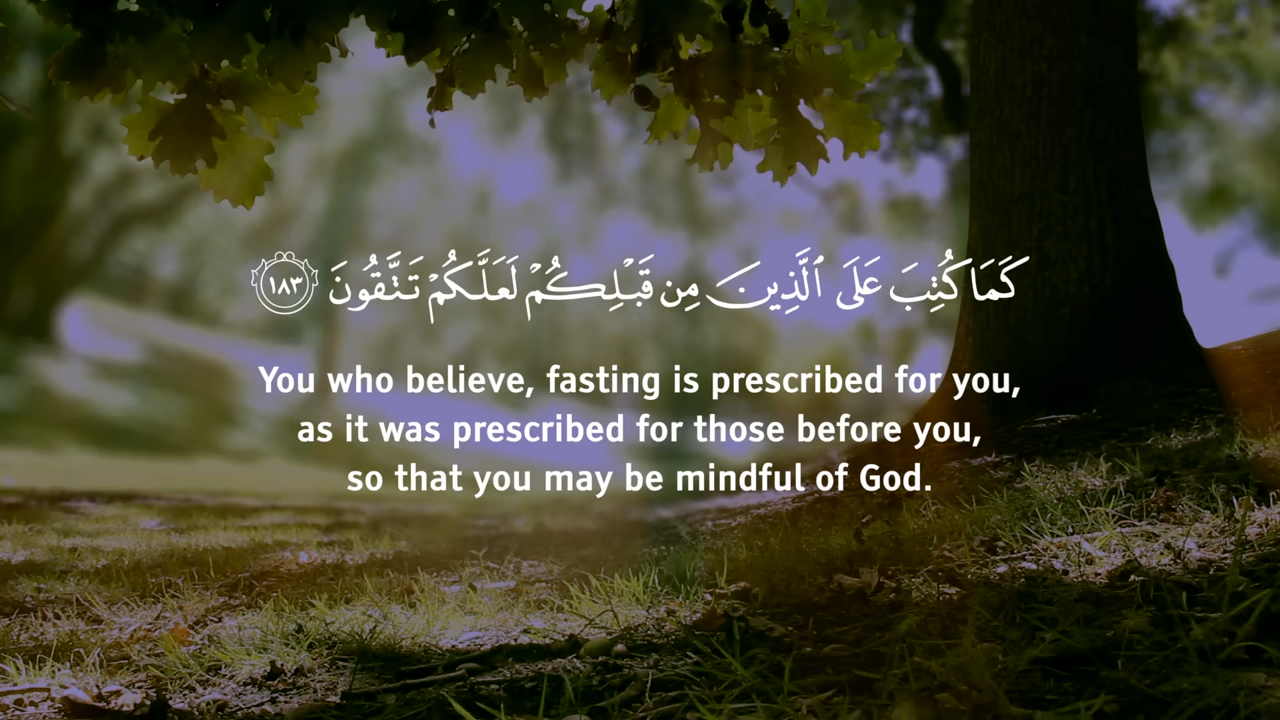 كَمَا كُتِبَ عَلَى ٱلَّذِينَ مِن قَبْلِكُمْ لَعَلَّكُمْ تَتَّقُونَ ١٨٣
You who believe, fasting is prescribed for you,
as it was prescribed for those before you,
so that you may be mindful of God.